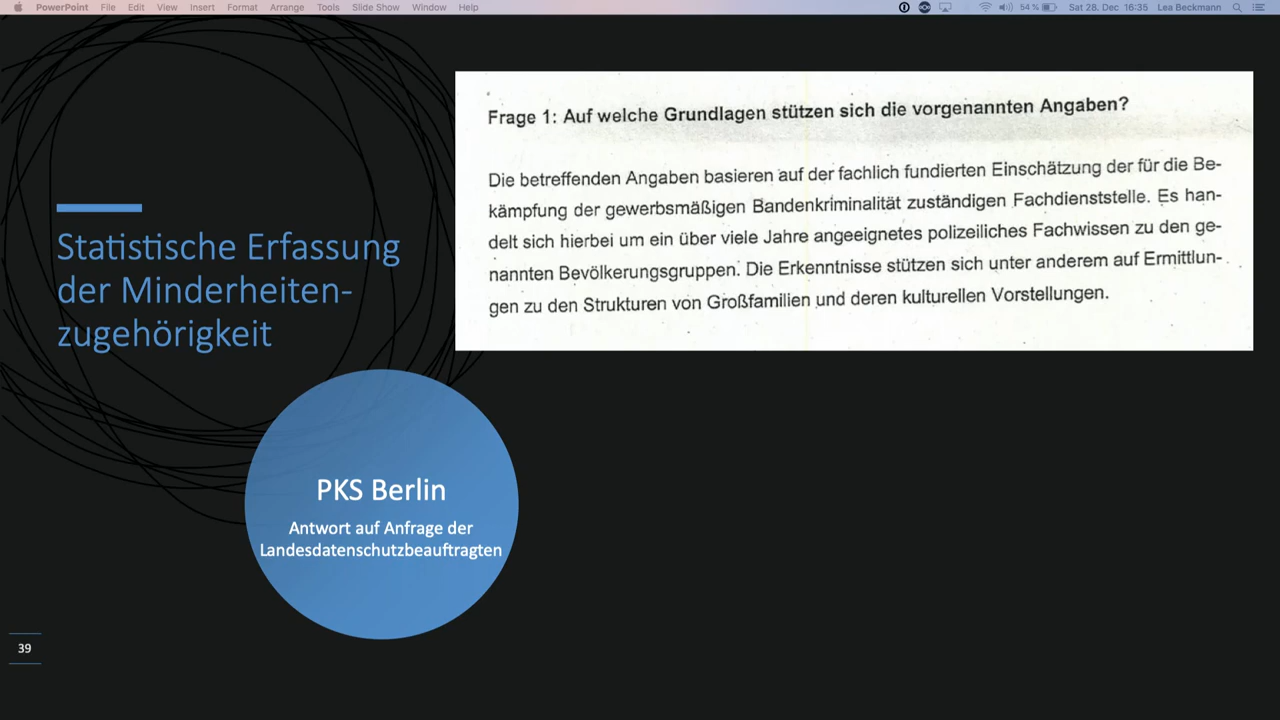 PowerPoint File Edit View Insert Format Arrange Tools Slide Show Window Help 54 % Sat 28. Dec 16:35 Lea Beckmann
Statistische Erfassung
der Minderheiten-
zugehörigkeit
Frage 1: Auf welche Grundlagen stützen sich die vorgenannten Angaben?
Die betreffenden Angaben basieren auf der fachlich fundierten Einschätzung der für die Be-
kämpfung der gewerbsmäßigen Bandenkriminalität zuständigen Fachdienststelle. Es han-
delt sich hierbei um ein über viele Jahre angeeignetes polizeiliches Fachwissen zu den ge-
nannten Bevölkerungsgruppen. Die Erkenntnisse stützen sich unter anderem auf Ermittlun-
gen zu den Strukturen von Großfamilien und deren kulturellen Vorstellungen.
PKS Berlin
Antwort auf Anfrage der
Landesdatenschutzbeauftragten
39